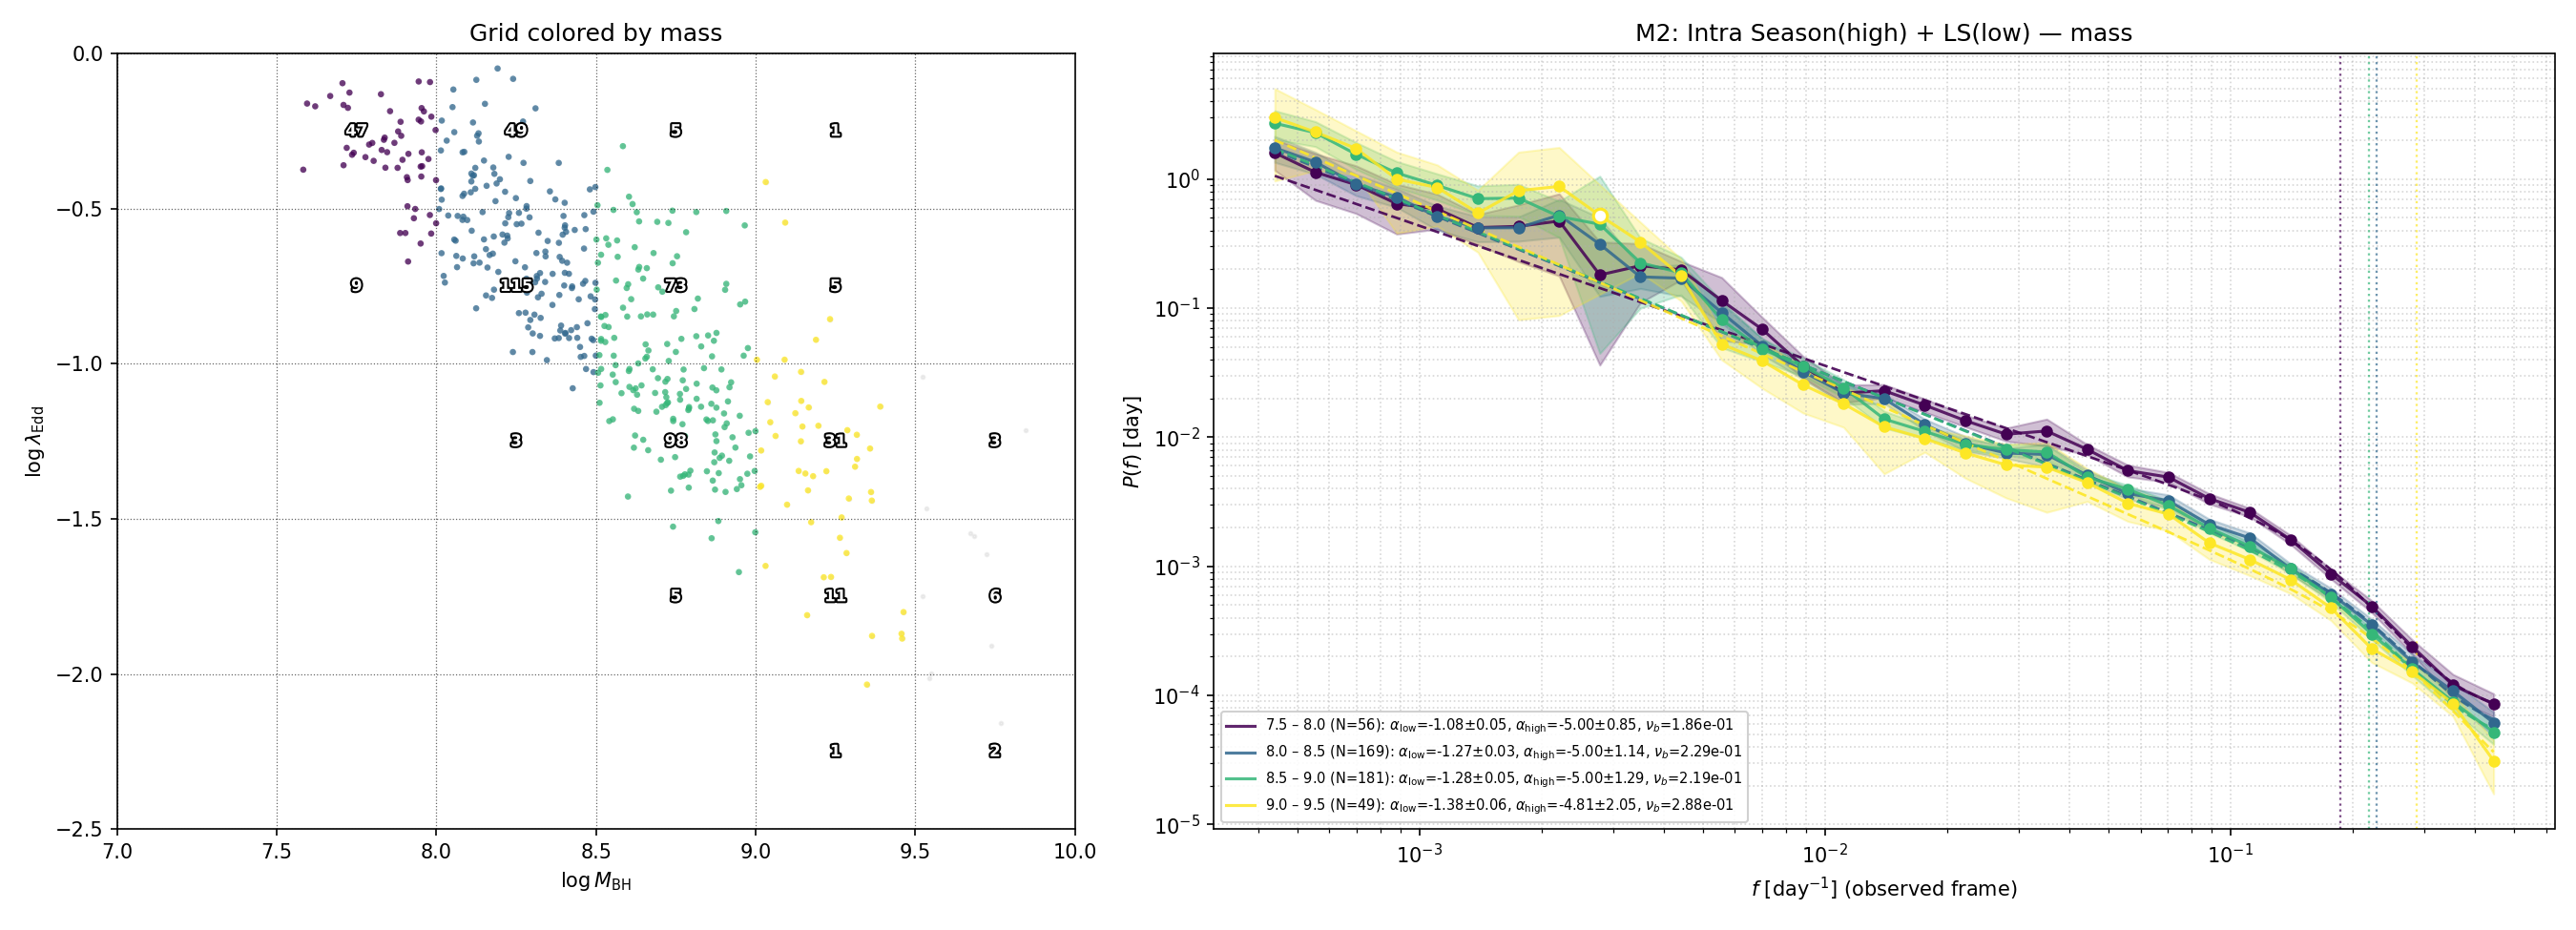 Grid colored by mass
0.0
−0.5
−1.0
−1.5
−2.0
−2.5
log λEdd
47 49 5 1
9 115 73 5
3 98 31 3
5 11 6
1 2
7.0 7.5 8.0 8.5 9.0 9.5 10.0
log MBH
M2: Intra Season(high) + LS(low) — mass
10⁰
10⁻¹
10⁻²
10⁻³
10⁻⁴
10⁻⁵
P(f) [day]
7.5 – 8.0 (N=56): αlow=-1.08±0.05, αhigh=-5.00±0.85, νb=1.86e-01
8.0 – 8.5 (N=169): αlow=-1.27±0.03, αhigh=-5.00±1.14, νb=2.29e-01
8.5 – 9.0 (N=181): αlow=-1.28±0.05, αhigh=-5.00±1.29, νb=2.19e-01
9.0 – 9.5 (N=49): αlow=-1.38±0.06, αhigh=-4.81±2.05, νb=2.88e-01
10⁻³ 10⁻² 10⁻¹
f [day⁻¹] (observed frame)